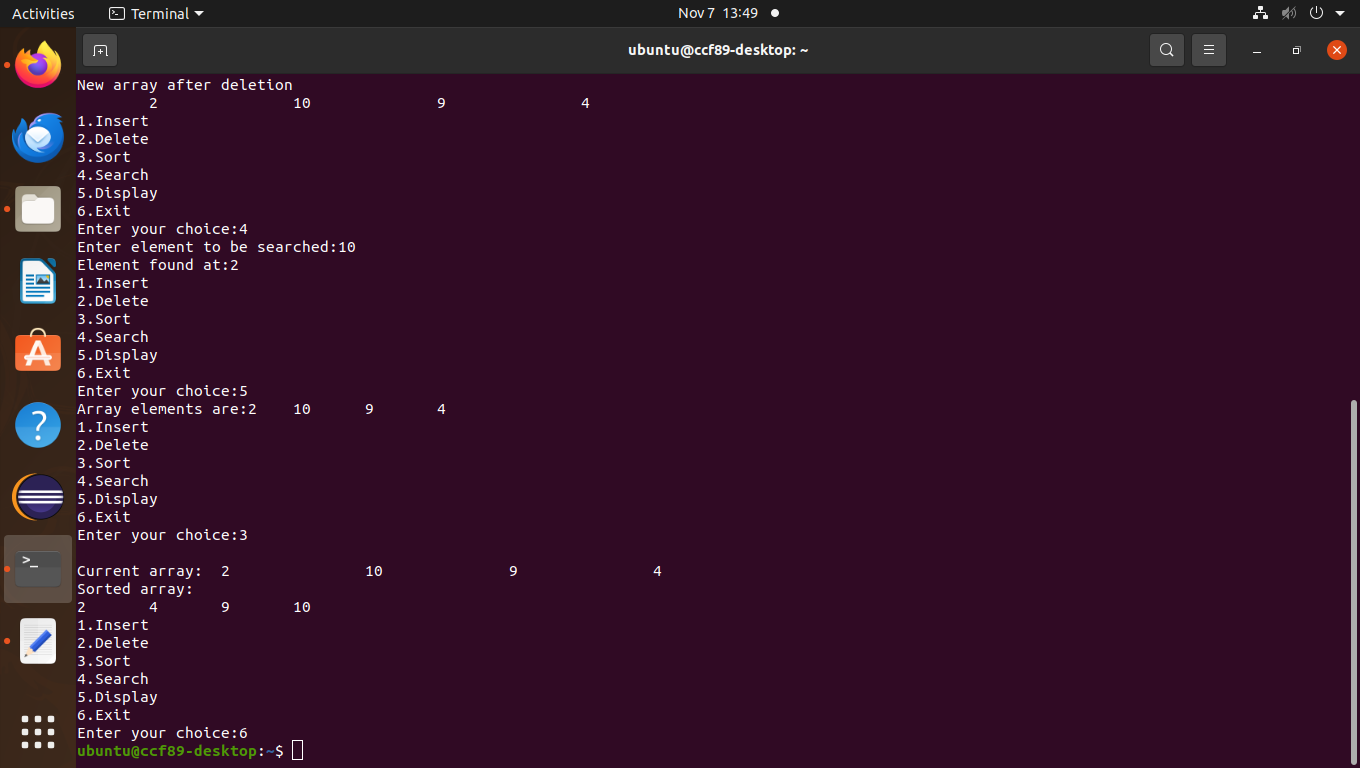 Activities Terminal Nov 7 13:49
ubuntu@ccf89-desktop: ~
New array after deletion
2 10 9 4
1.Insert
2.Delete
3.Sort
4.Search
5.Display
6.Exit
Enter your choice:4
Enter element to be searched:10
Element found at:2
1.Insert
2.Delete
3.Sort
4.Search
5.Display
6.Exit
Enter your choice:5
Array elements are:2 10 9 4
1.Insert
2.Delete
3.Sort
4.Search
5.Display
6.Exit
Enter your choice:3
Current array: 2 10 9 4
Sorted array:
2 4 9 10
1.Insert
2.Delete
3.Sort
4.Search
5.Display
6.Exit
Enter your choice:6
ubuntu@ccf89-desktop:~$